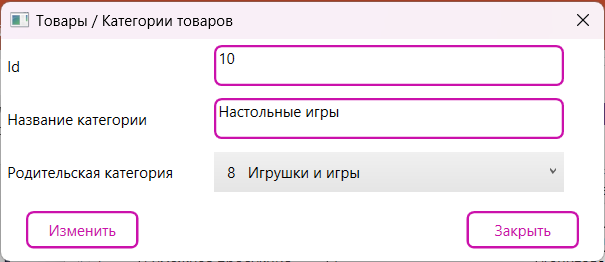 Товары / Категории товаров
Id 10
Название категории Настольные игры
Родительская категория 8 Игрушки и игры
Изменить Закрыть